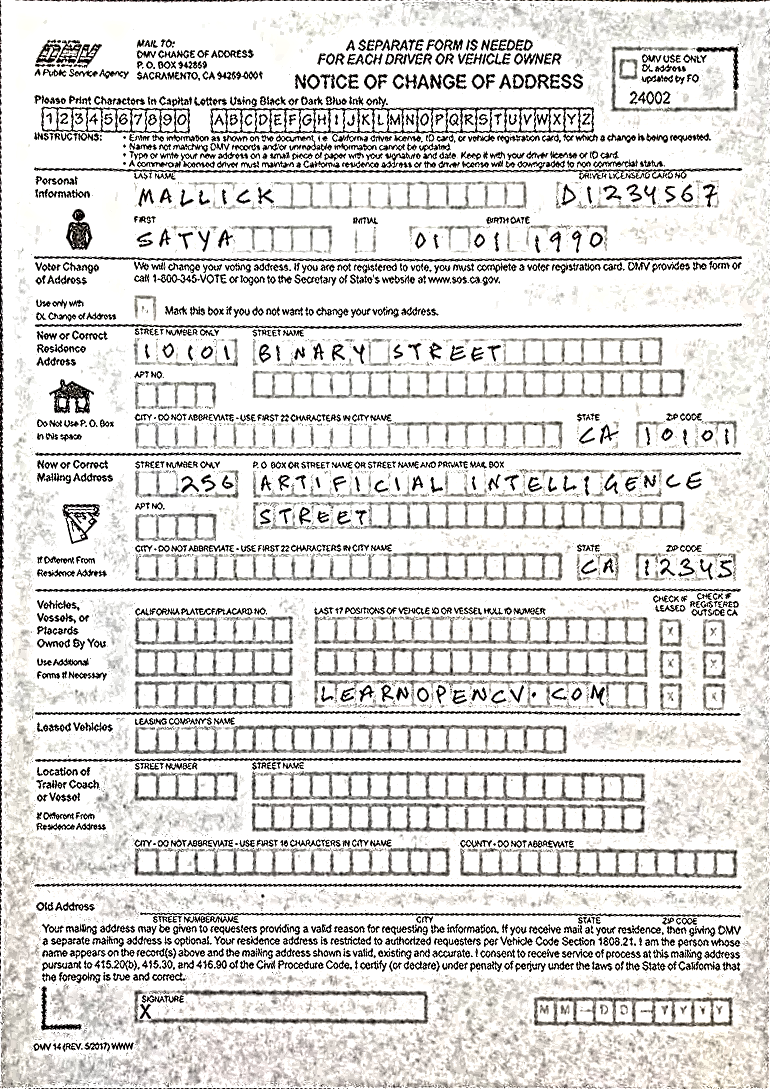 DMV
A Public Service Agency
MAIL TO:
DMV CHANGE OF ADDRESS
P. O. BOX 942859
SACRAMENTO, CA 94259-0001
A SEPARATE FORM IS NEEDED
FOR EACH DRIVER OR VEHICLE OWNER
NOTICE OF CHANGE OF ADDRESS
DMV USE ONLY
DL address
updated by FO
24002
Please Print Characters In Capital Letters Using Black or Dark Blue Ink only.
1 2 3 4 5 6 7 8 9 0 A B C D E F G H I J K L M N O P Q R S T U V W X Y Z
INSTRUCTIONS:
• Enter the information as shown on the document, i.e. California driver license, ID card, or vehicle registration card, for which a change is being requested.
• Names not matching DMV records and/or unreadable information cannot be updated.
• Type or write your new address on a small piece of paper with your signature and date. Keep it with your driver license or ID card.
• A commercial licensed driver must maintain a California residence address or the driver license will be downgraded to non commercial status.
Personal
Information
LAST NAME
MALLICK
DRIVER LICENSE/ID CARD NO
D1234567
FIRST
SATYA
INITIAL
BIRTH DATE
01 01 1990
Voter Change
of Address
We will change your voting address. If you are not registered to vote, you must complete a voter registration card. DMV provides the form or
call 1-800-345-VOTE or logon to the Secretary of State's website at www.sos.ca.gov.
Use only with
DL Change of Address
Mark this box if you do not want to change your voting address.
New or Correct
Residence
Address
STREET NUMBER ONLY
10101
STREET NAME
BINARY STREET
APT NO.
Do Not Use P. O. Box
in this space
CITY - DO NOT ABBREVIATE - USE FIRST 22 CHARACTERS IN CITY NAME
STATE
CA
ZIP CODE
10101
New or Correct
Mailing Address
STREET NUMBER ONLY
256
P. O BOX OR STREET NAME OR STREET NAME AND PRIVATE MAIL BOX
ARTIFICIAL INTELLIGENCE
APT NO.
STREET
If Different From
Residence Address
CITY - DO NOT ABBREVIATE - USE FIRST 22 CHARACTERS IN CITY NAME
STATE
CA
ZIP CODE
12345
Vehicles,
Vessels, or
Placards
Owned By You
Use Additional
Forms If Necessary
CALIFORNIA PLATE/CF/PLACARD NO.
LAST 17 POSITIONS OF VEHICLE ID OR VESSEL HULL ID NUMBER
CHECK IF
LEASED
CHECK IF
REGISTERED
OUTSIDE CA
X X
X X
LEARNOPENCV.COM
X X
Leased Vehicles
LEASING COMPANY'S NAME
Location of
Trailer Coach
or Vessel
STREET NUMBER
STREET NAME
If Different From
Residence Address
CITY - DO NOT ABBREVIATE - USE FIRST 16 CHARACTERS IN CITY NAME
COUNTY - DO NOT ABBREVIATE
Old Address
STREET NUMBER/NAME CITY STATE ZIP CODE
Your mailing address may be given to requesters providing a valid reason for requesting the information. If you receive mail at your residence, then giving DMV
a separate mailing address is optional. Your residence address is restricted to authorized requesters per Vehicle Code Section 1808.21. I am the person whose
name appears on the record(s) above and the mailing address shown is valid, existing and accurate. I consent to receive service of process at this mailing address
pursuant to 415.20(b), 415.30, and 416.90 of the Civil Procedure Code. I certify (or declare) under penalty of perjury under the laws of the State of California that
the foregoing is true and correct.
SIGNATURE
X
MM-DD-YYYY
DMV 14 (REV. 5/2017) WWW